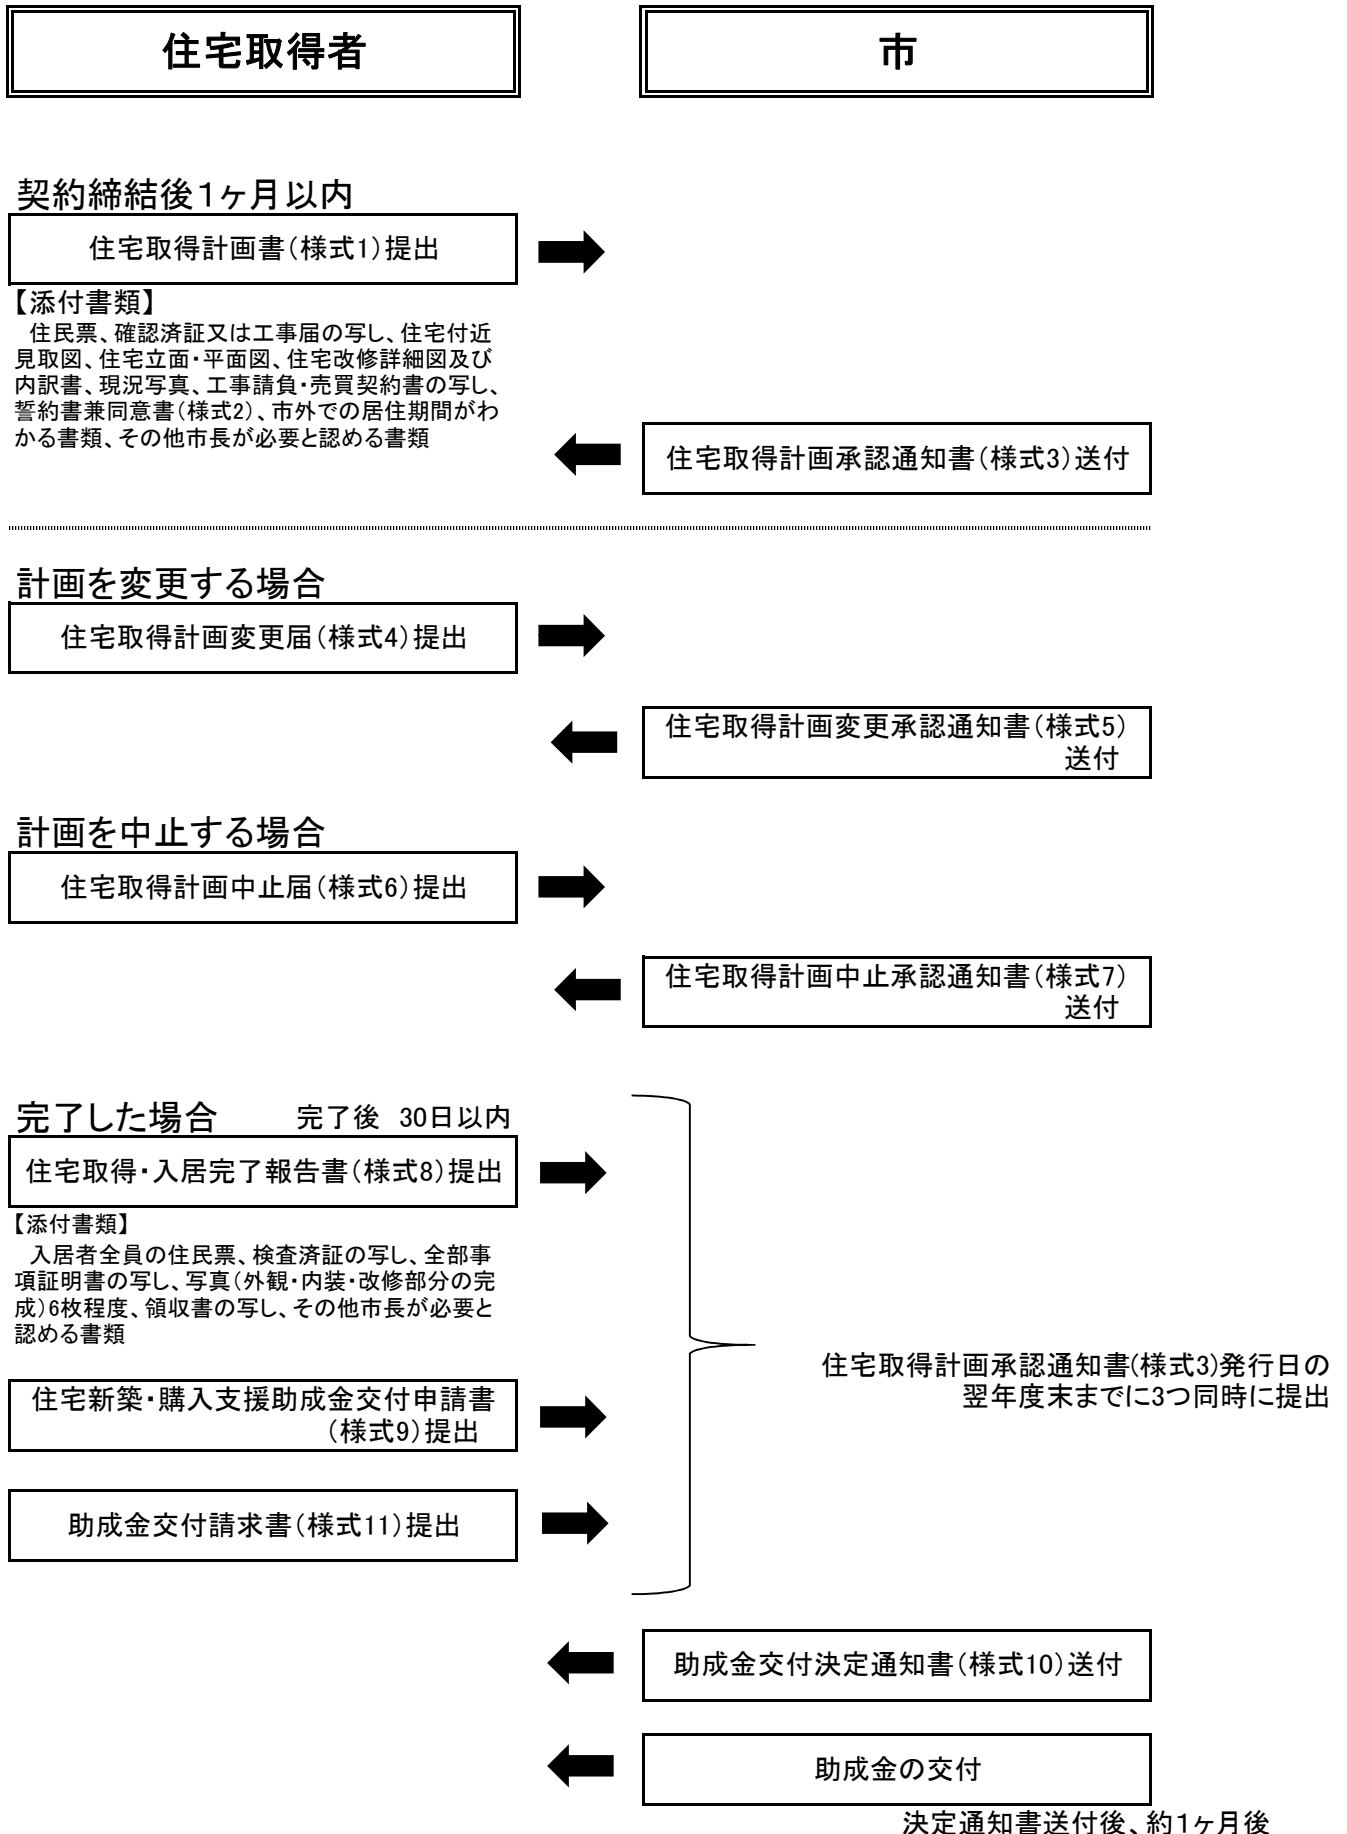 住宅取得者
市
契約締結後1ヶ月以内
住宅取得計画書(様式1)提出
【添付書類】
住民票、確認済証又は工事届の写し、住宅付近
見取図、住宅立面・平面図、住宅改修詳細図及び
内訳書、現況写真、工事請負・売買契約書の写し、
誓約書兼同意書(様式2)、市外での居住期間がわ
かる書類、その他市長が必要と認める書類
住宅取得計画承認通知書(様式3)送付
計画を変更する場合
住宅取得計画変更届(様式4)提出
住宅取得計画変更承認通知書(様式5)
送付
計画を中止する場合
住宅取得計画中止届(様式6)提出
住宅取得計画中止承認通知書(様式7)
送付
完了した場合 完了後 30日以内
住宅取得・入居完了報告書(様式8)提出
【添付書類】
入居者全員の住民票、検査済証の写し、全部事
項証明書の写し、写真(外観・内装・改修部分の完
成)6枚程度、領収書の写し、その他市長が必要と
認める書類
住宅取得計画承認通知書(様式3)発行日の
翌年度末までに3つ同時に提出
住宅新築・購入支援助成金交付申請書
(様式9)提出
助成金交付請求書(様式11)提出
助成金交付決定通知書(様式10)送付
助成金の交付
決定通知書送付後、約1ヶ月後